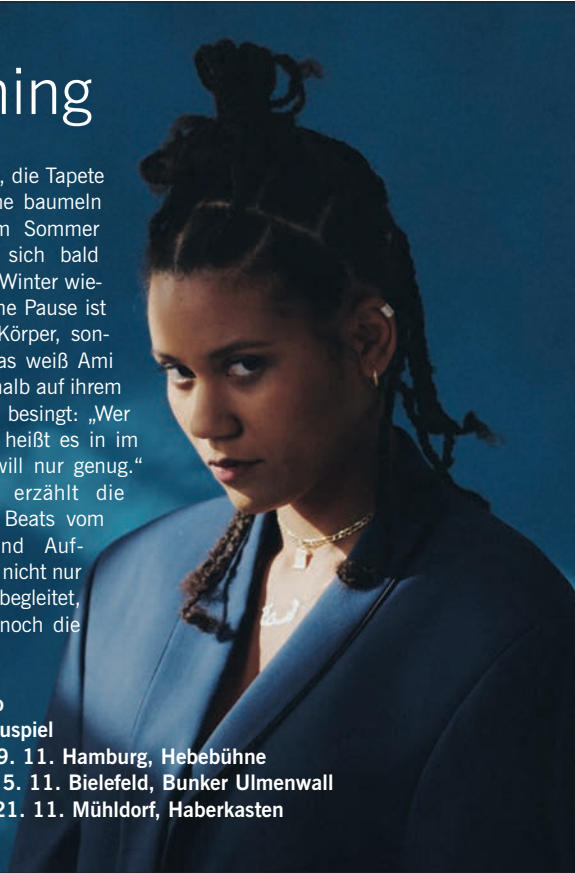 ning
, die Tapete
ne baumeln
m Sommer
sich bald
Winter wie-
ne Pause ist
Körper, son-
as weiß Ami
halb auf ihrem
besingt: „Wer
heißt es in im
will nur genug.“
erzählt die
Beats vom
nd Auf-
nicht nur
begleitet,
noch die
o
uspiel
9. 11. Hamburg, Hebebühne
5. 11. Bielefeld, Bunker Ulmenwall
21. 11. Mühldorf, Haberkasten